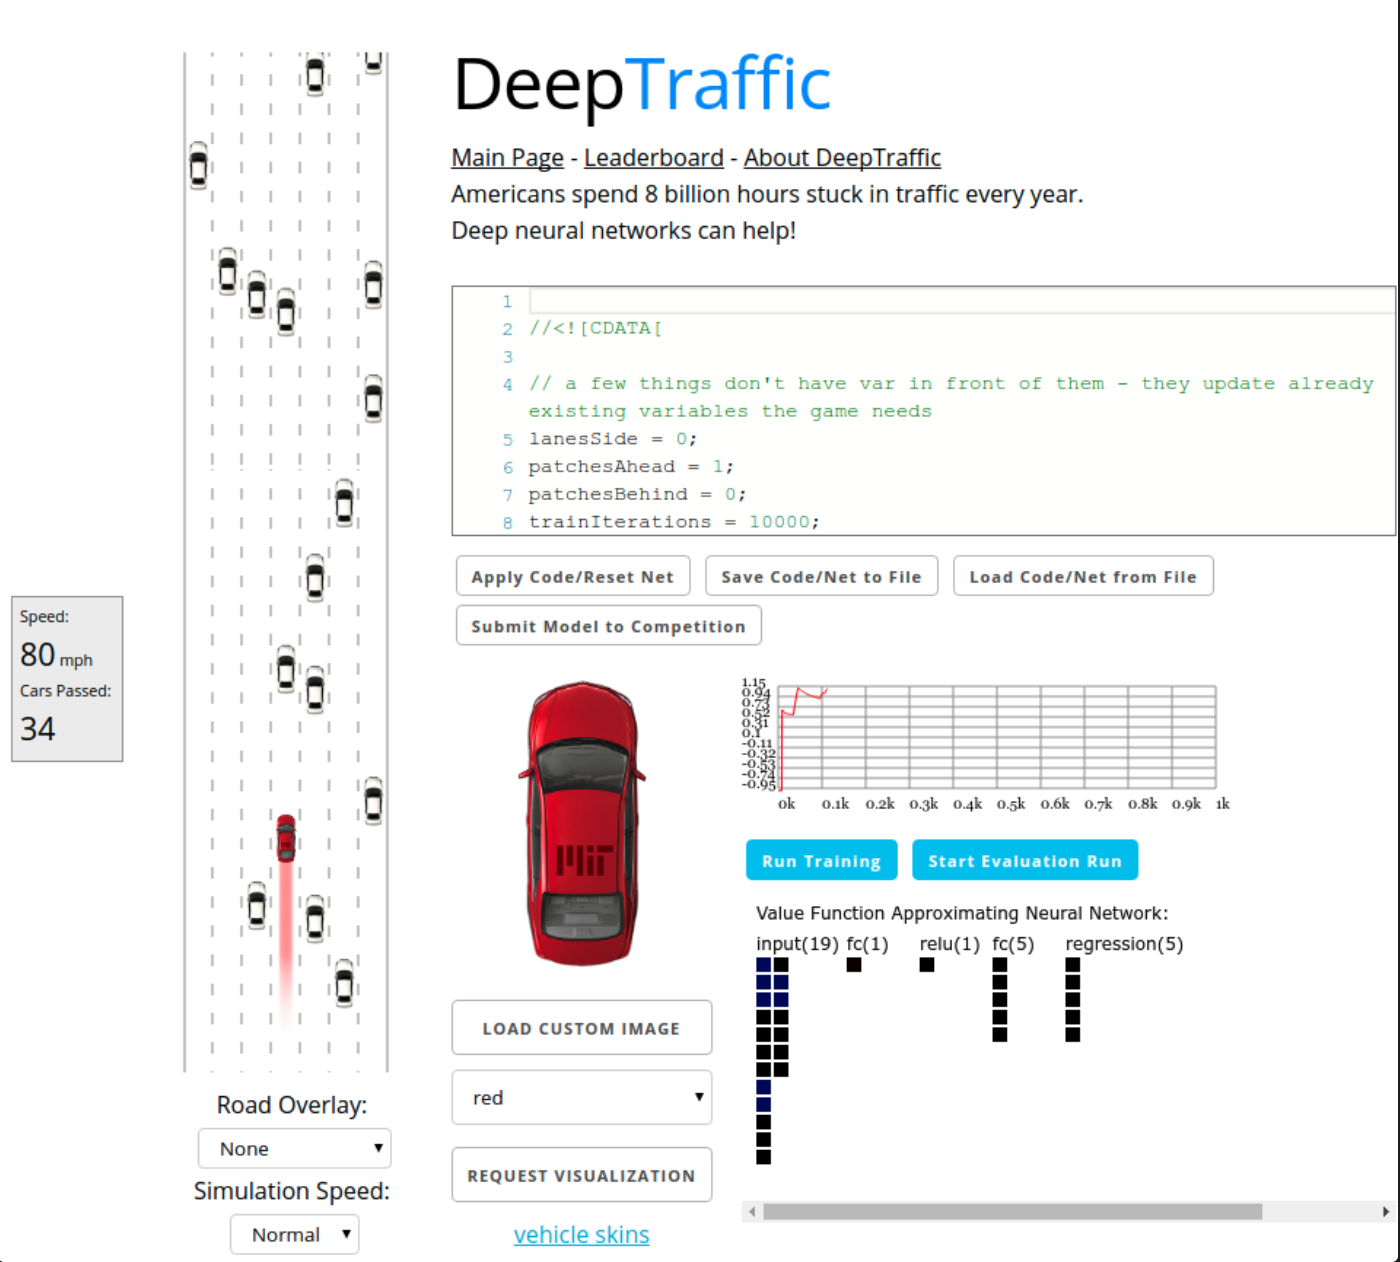 DeepTraffic
Main Page - Leaderboard - About DeepTraffic
Americans spend 8 billion hours stuck in traffic every year.
Deep neural networks can help!
1
2 //<![CDATA[
3
4 // a few things don't have var in front of them - they update already
existing variables the game needs
5 lanesSide = 0;
6 patchesAhead = 1;
7 patchesBehind = 0;
8 trainIterations = 10000;
Apply Code/Reset Net
Save Code/Net to File
Load Code/Net from File
Submit Model to Competition
Speed:
80 mph
Cars Passed:
34
MiT
1.15
0.94
0.73
0.52
0.31
0.1
-0.11
-0.32
-0.53
-0.74
-0.95
0k 0.1k 0.2k 0.3k 0.4k 0.5k 0.6k 0.7k 0.8k 0.9k 1k
Run Training
Start Evaluation Run
Value Function Approximating Neural Network:
input(19) fc(1) relu(1) fc(5) regression(5)
LOAD CUSTOM IMAGE
red
REQUEST VISUALIZATION
vehicle skins
Road Overlay:
None
Simulation Speed:
Normal